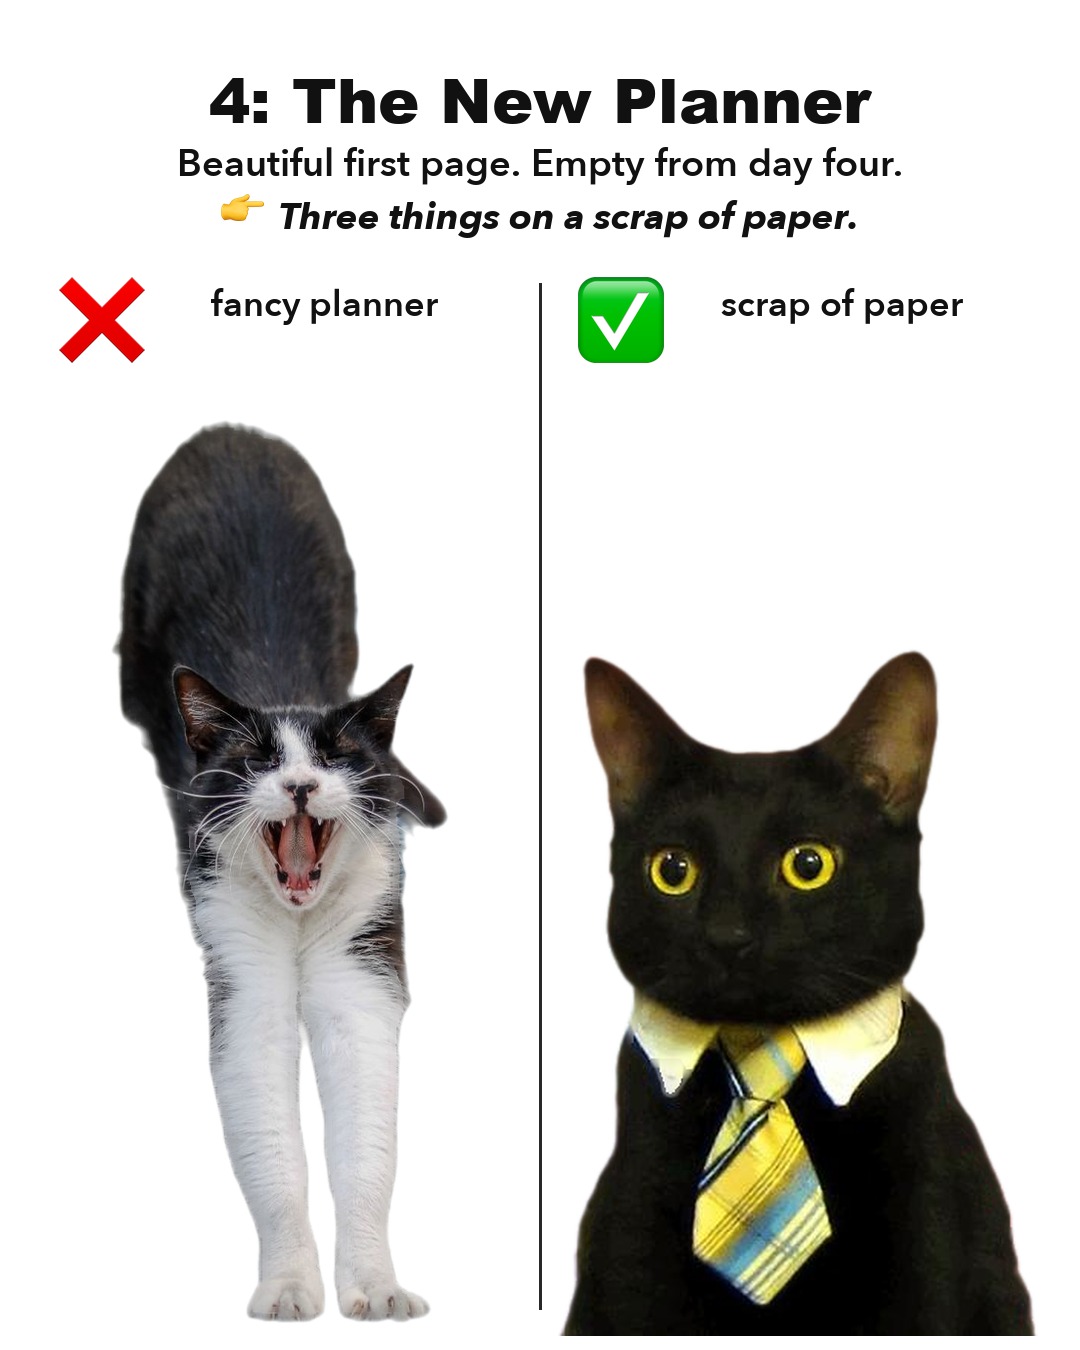 4: The New Planner
Beautiful first page. Empty from day four.
👉 Three things on a scrap of paper.
fancy planner
scrap of paper